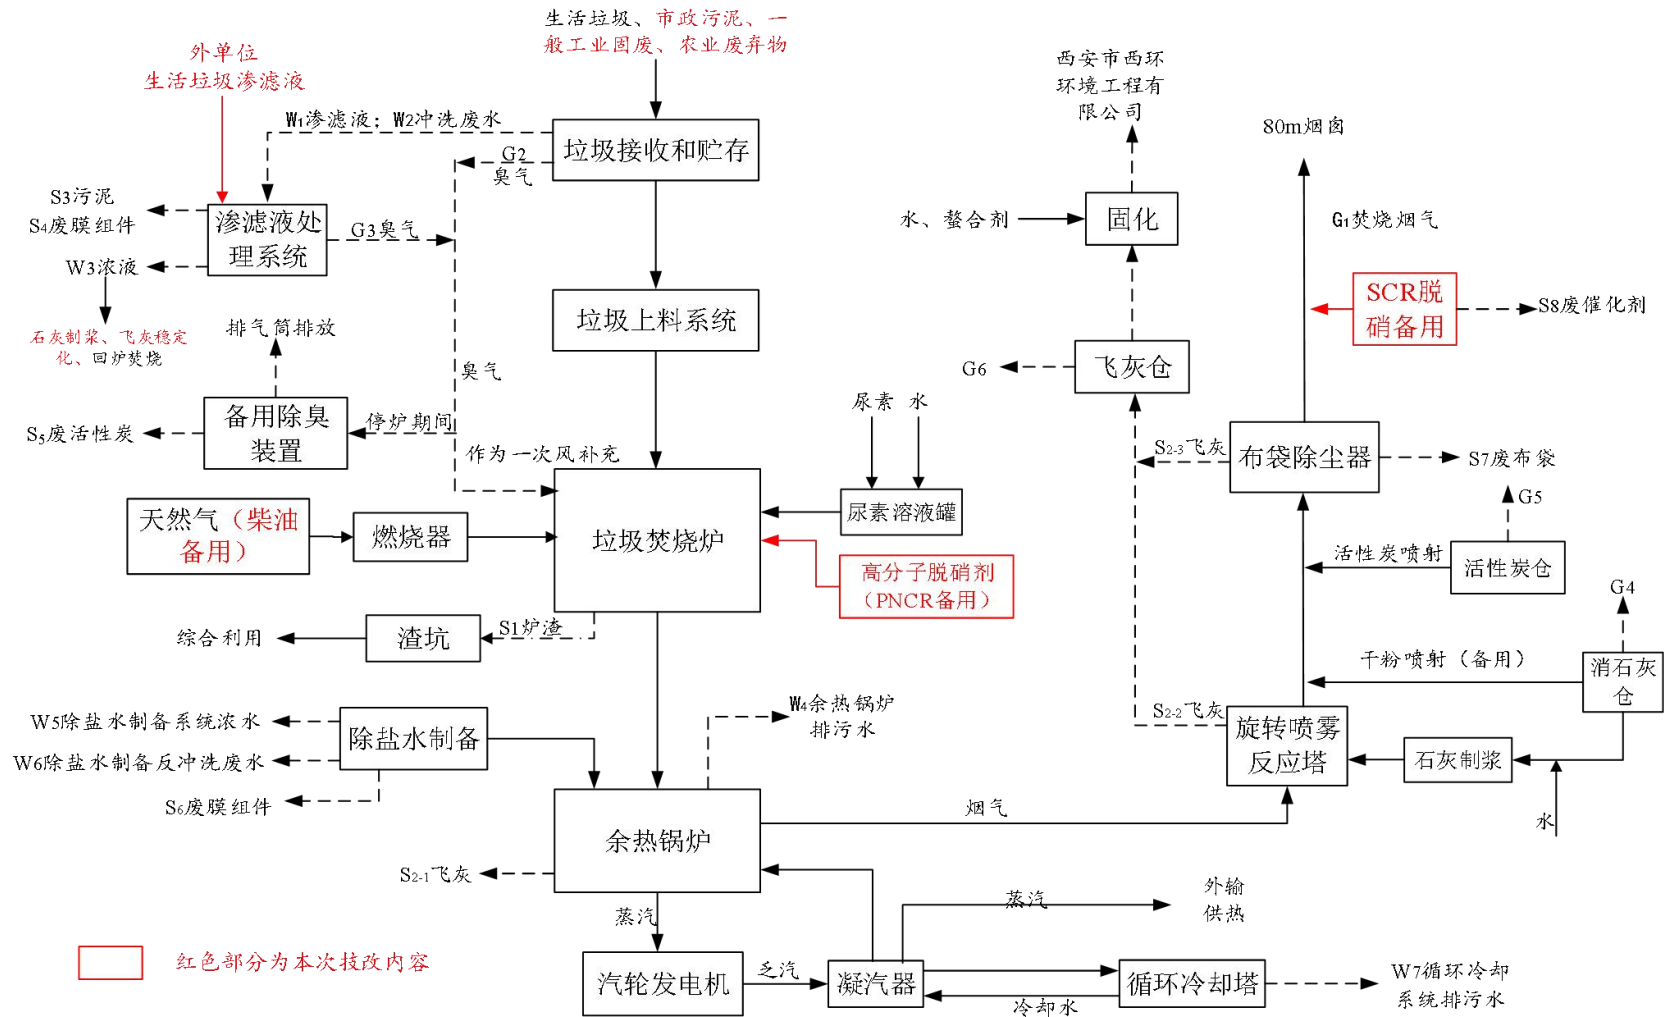 生活垃圾、市政污泥、一
般工业固废、农业废弃物
外单位
生活垃圾渗滤液
W1渗滤液；W2冲洗废水
垃圾接收和贮存
G2
臭气
S3污泥
S4废膜组件
渗滤液处
理系统
G3臭气
W3浓液
石灰制浆、飞灰稳定
化、回炉焚烧
排气筒排放
垃圾上料系统
臭气
备用除臭
装置
停炉期间
S5废活性炭
作为一次风补充
天然气（柴油
备用）
燃烧器
垃圾焚烧炉
尿素 水
尿素溶液罐
高分子脱硝剂
（PNCR备用）
综合利用
渣坑
S1炉渣
W5除盐水制备系统浓水
除盐水制备
W6除盐水制备反冲洗废水
S6废膜组件
W4余热锅炉
排污水
余热锅炉
烟气
S2-1飞灰
蒸汽
汽轮发电机
乏汽
凝汽器
蒸汽
外输
供热
冷却水
循环冷却塔
W7循环冷却
系统排污水
西安市西环
环境工程有
限公司
水、螯合剂
固化
飞灰仓
G6
80m烟囱
G1焚烧烟气
SCR脱
硝备用
S8废催化剂
S2-3飞灰
布袋除尘器
S7废布袋
G5
活性炭喷射
活性炭仓
G4
干粉喷射（备用）
消石灰
仓
S2-2飞灰
旋转喷雾
反应塔
石灰制浆
水
红色部分为本次技改内容